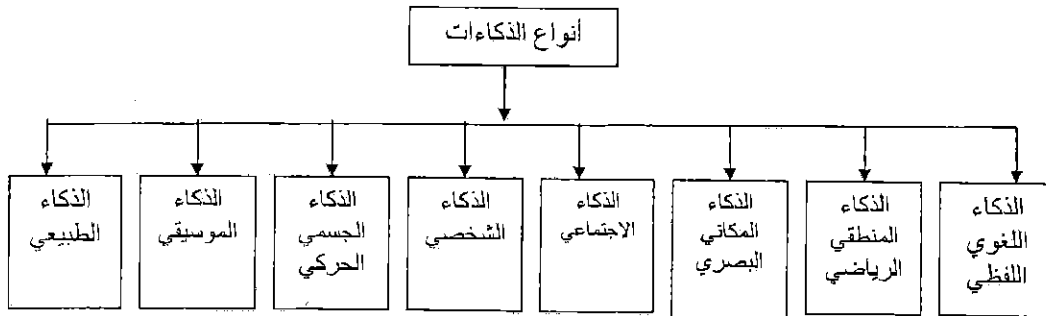 أنواع الذكاءات
الذكاء
اللغوي
اللفظي
الذكاء
المنطقي
الرياضي
الذكاء
المكاني
البصري
الذكاء
الاجتماعي
الذكاء
الشخصي
الذكاء
الجسمي
الحركي
الذكاء
الموسيقي
الذكاء
الطبيعي